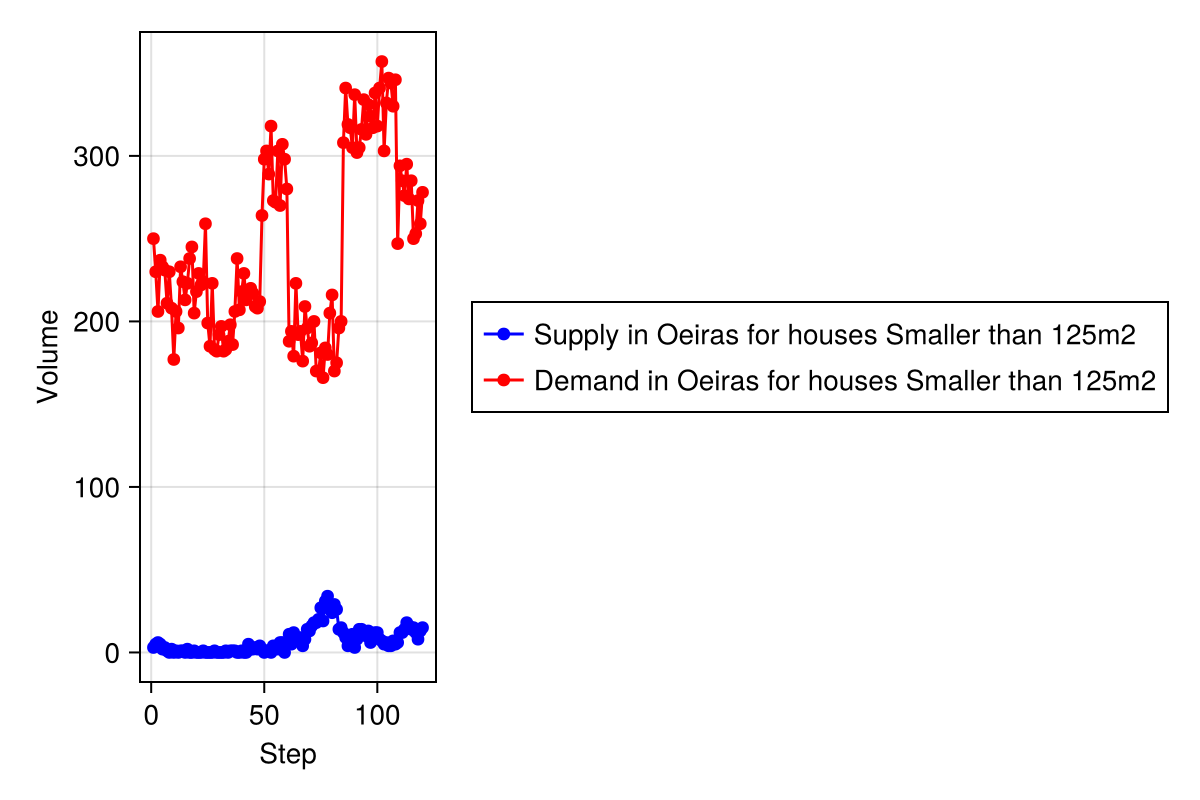 Volume
300
200
100
0
0 50 100
Step
Supply in Oeiras for houses Smaller than 125m2
Demand in Oeiras for houses Smaller than 125m2